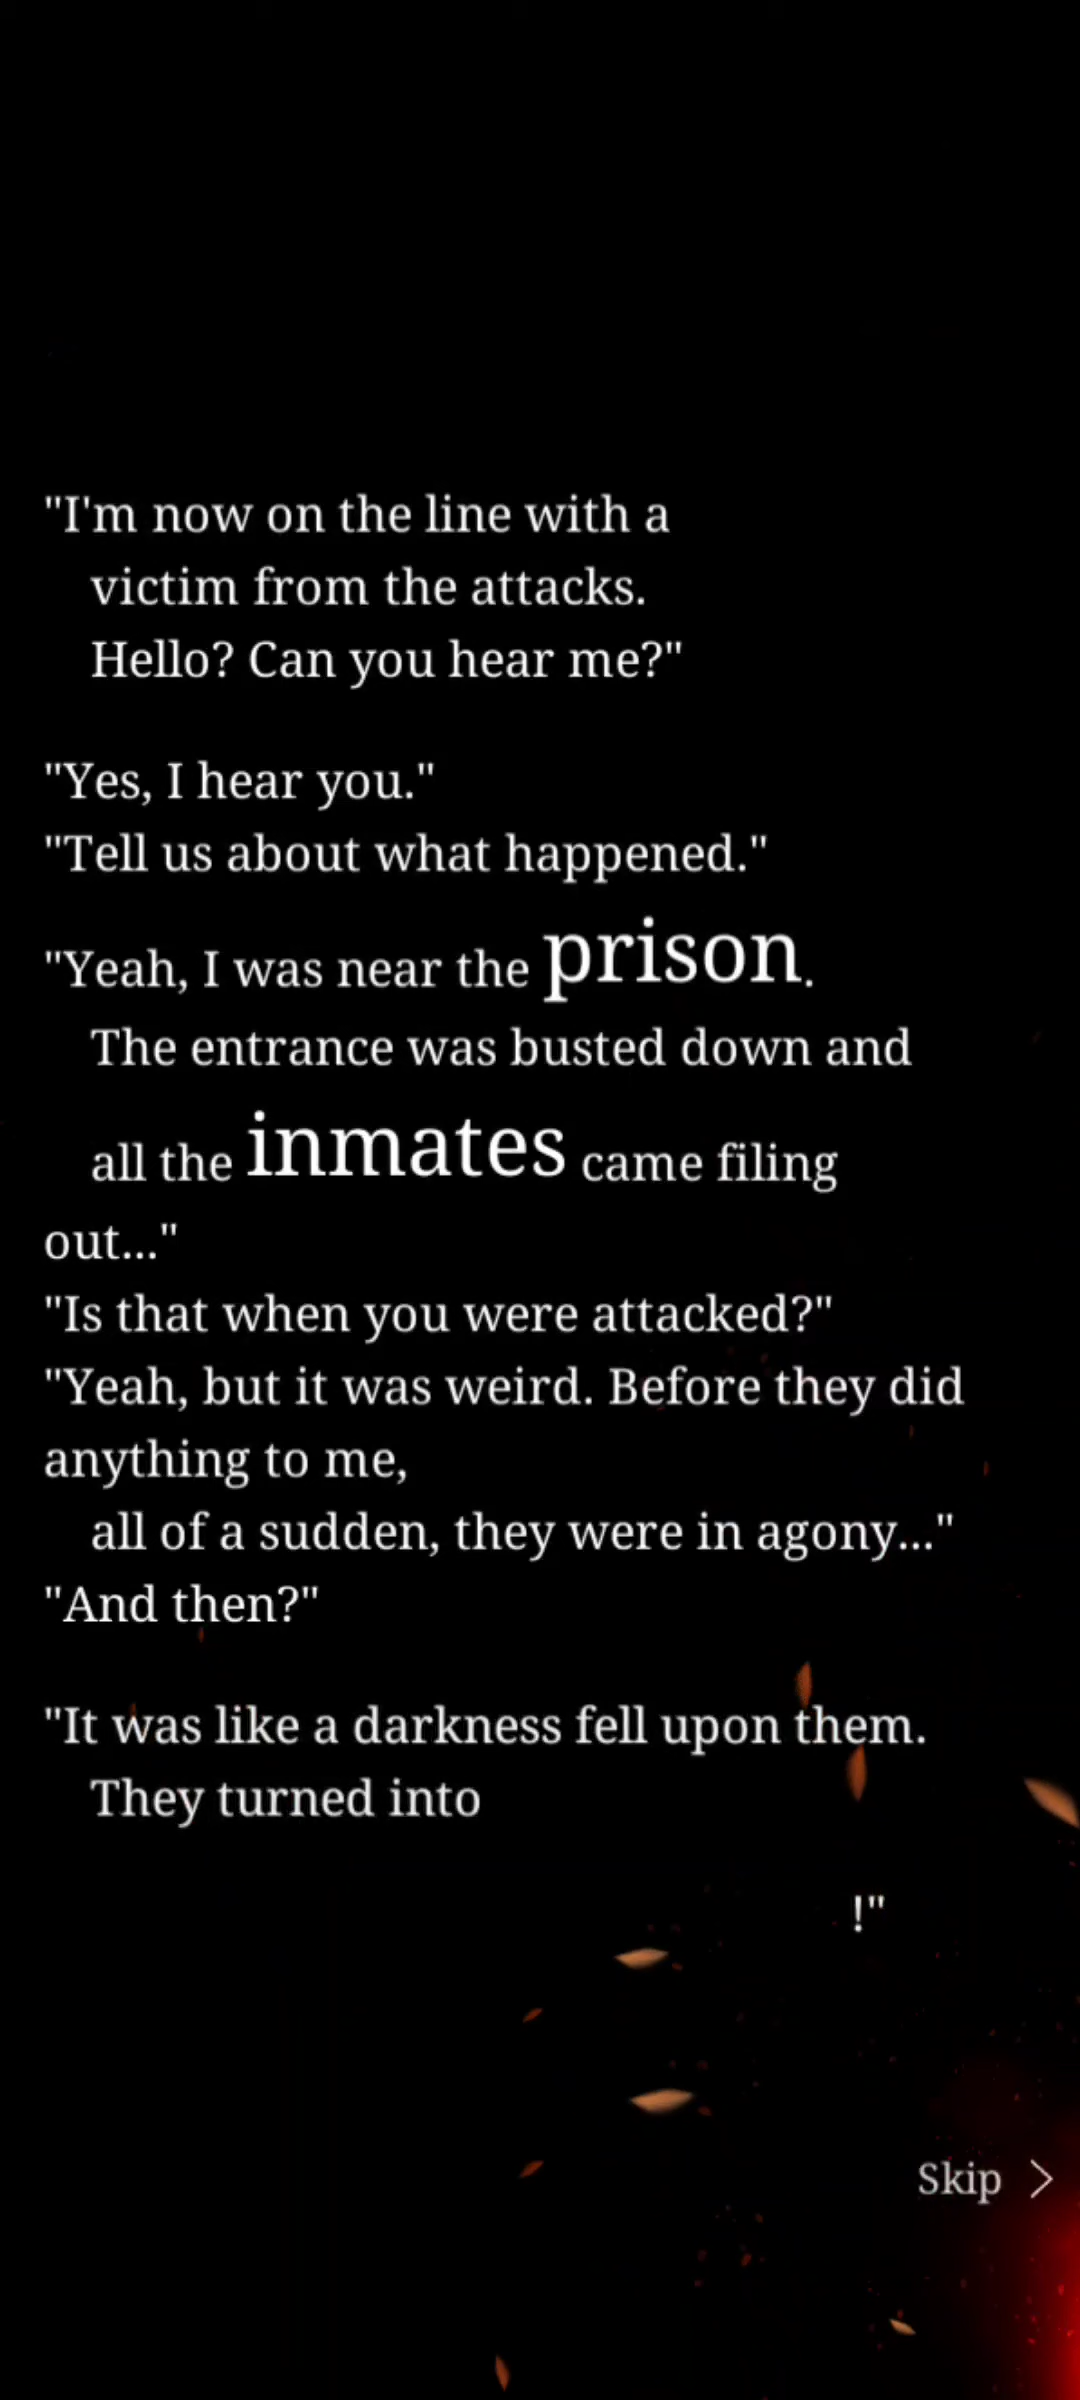 "I'm now on the line with a
victim from the attacks.
Hello? Can you hear me?"
"Yes, I hear you."
"Tell us about what happened."
"Yeah, I was near the prison.
The entrance was busted down and
all the inmates came filing
out..."
"Is that when you were attacked?"
"Yeah, but it was weird. Before they did
anything to me,
all of a sudden, they were in agony..."
"And then?"
"It was like a darkness fell upon them.
They turned into
!"
Skip >